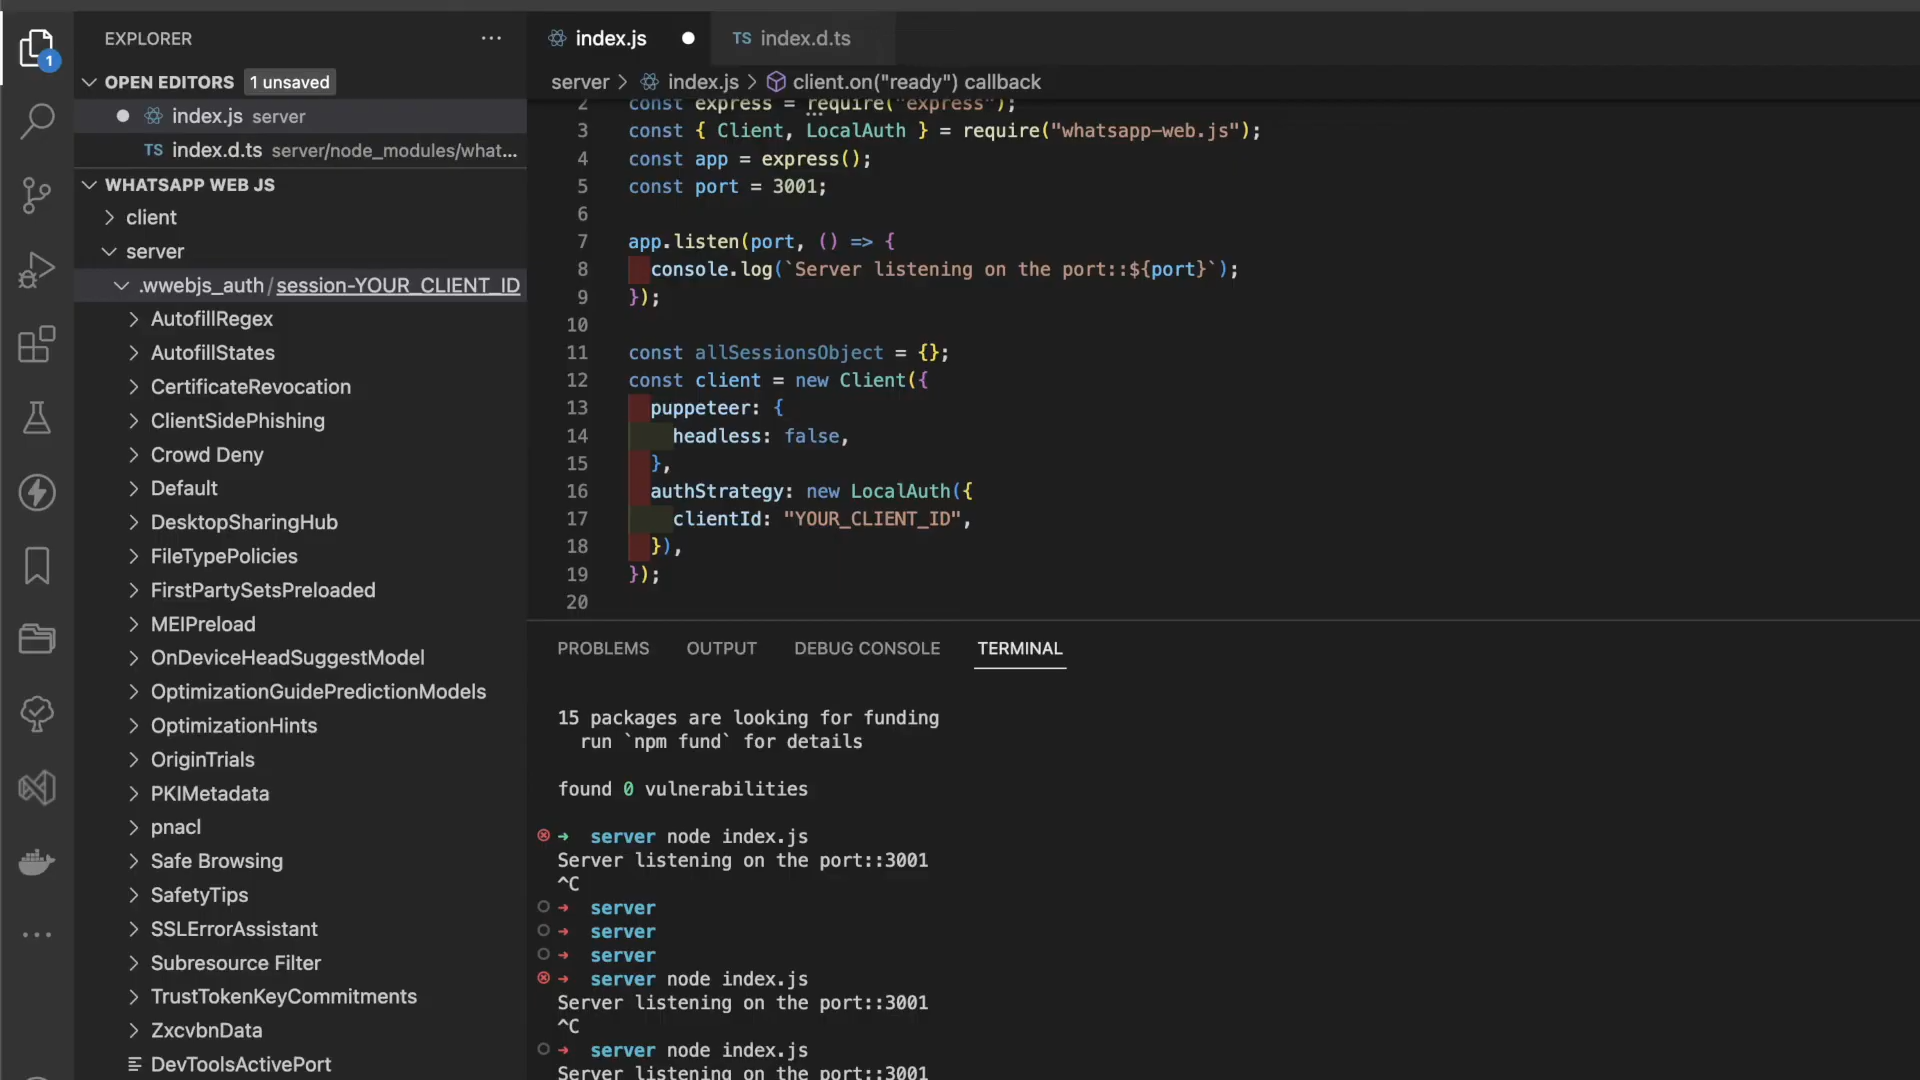 EXPLORER
OPEN EDITORS 1 unsaved
index.js server
TS index.d.ts server/node_modules/what...
WHATSAPP WEB JS
client
server
.wwebjs_auth/session-YOUR_CLIENT_ID
AutofillRegex
AutofillStates
CertificateRevocation
ClientSidePhishing
Crowd Deny
Default
DesktopSharingHub
FileTypePolicies
FirstPartySetsPreloaded
MEIPreload
OnDeviceHeadSuggestModel
OptimizationGuidePredictionModels
OptimizationHints
OriginTrials
PKIMetadata
pnacl
Safe Browsing
SafetyTips
SSLErrorAssistant
Subresource Filter
TrustTokenKeyCommitments
ZxcvbnData
DevToolsActivePort
1
index.js
TS index.d.ts
server > index.js > client.on("ready") callback
2 const express = require("express");
3 const { Client, LocalAuth } = require("whatsapp-web.js");
4 const app = express();
5 const port = 3001;
6
7 app.listen(port, () => {
8 console.log(`Server listening on the port::${port}`);
9 });
10
11 const allSessionsObject = {};
12 const client = new Client({
13 puppeteer: {
14 headless: false,
15 },
16 authStrategy: new LocalAuth({
17 clientId: "YOUR_CLIENT_ID",
18 }),
19 });
20
PROBLEMS OUTPUT DEBUG CONSOLE TERMINAL
15 packages are looking for funding
run `npm fund` for details
found 0 vulnerabilities
➜ server node index.js
Server listening on the port::3001
^C
➜ server
➜ server
➜ server
➜ server node index.js
Server listening on the port::3001
^C
➜ server node index.js
Server listening on the port::3001